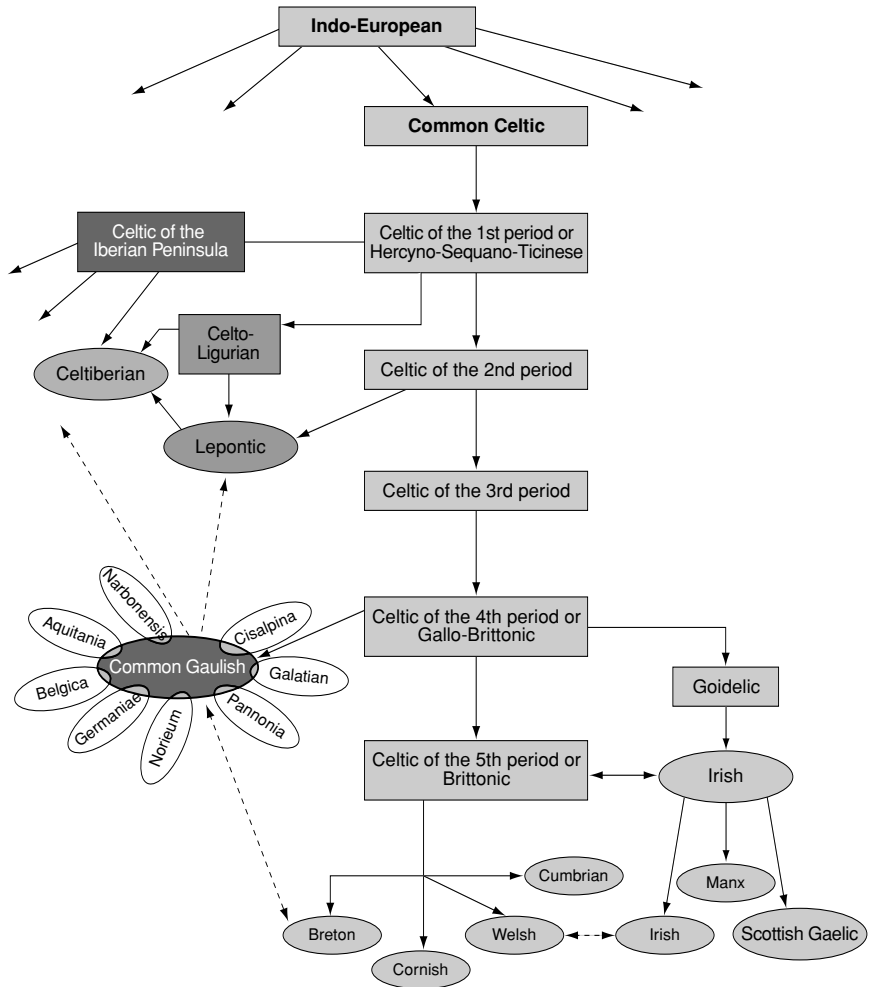 Indo-European
Common Celtic
Celtic of the
Iberian Peninsula
Celtic of the 1st period or
Hercyno-Sequano-Ticinese
Celto-
Ligurian
Celtiberian
Celtic of the 2nd period
Lepontic
Celtic of the 3rd period
Narbonensis
Cisalpina
Aquitania
Common Gaulish
Galatian
Belgica
Germaniae
Norieum
Pannonia
Celtic of the 4th period or
Gallo-Brittonic
Goidelic
Celtic of the 5th period or
Brittonic
Irish
Cumbrian
Manx
Breton
Welsh
Irish
Scottish Gaelic
Cornish